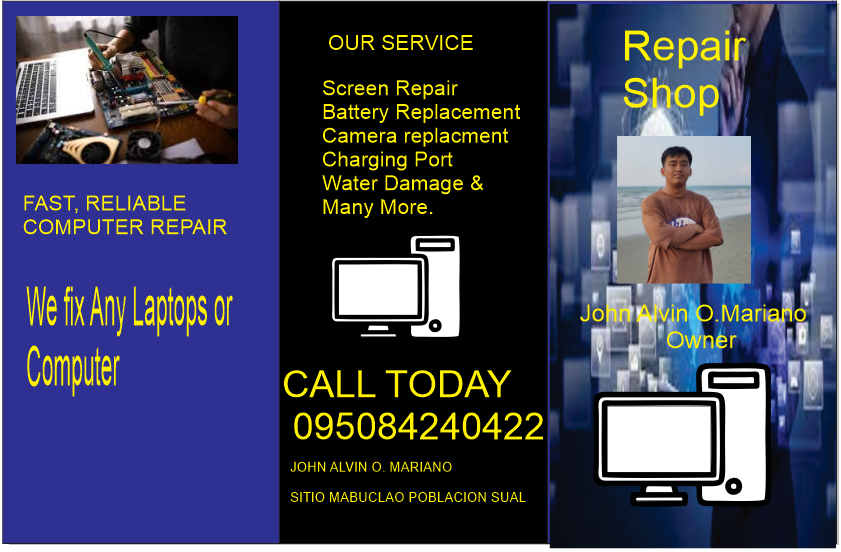 FAST, RELIABLE
COMPUTER REPAIR
We fix Any Laptops or
Computer
OUR SERVICE
Screen Repair
Battery Replacement
Camera replacment
Charging Port
Water Damage &
Many More.
CALL TODAY
095084240422
JOHN ALVIN O. MARIANO
SITIO MABUCLAO POBLACION SUAL
Repair
Shop
John Alvin O.Mariano
Owner